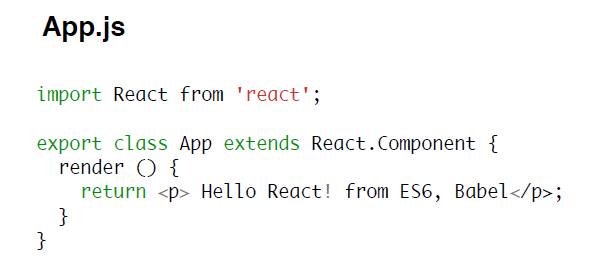 App.js
import React from 'react';
export class App extends React.Component {
render () {
return <p> Hello React! from ES6, Babel</p>;
}
}